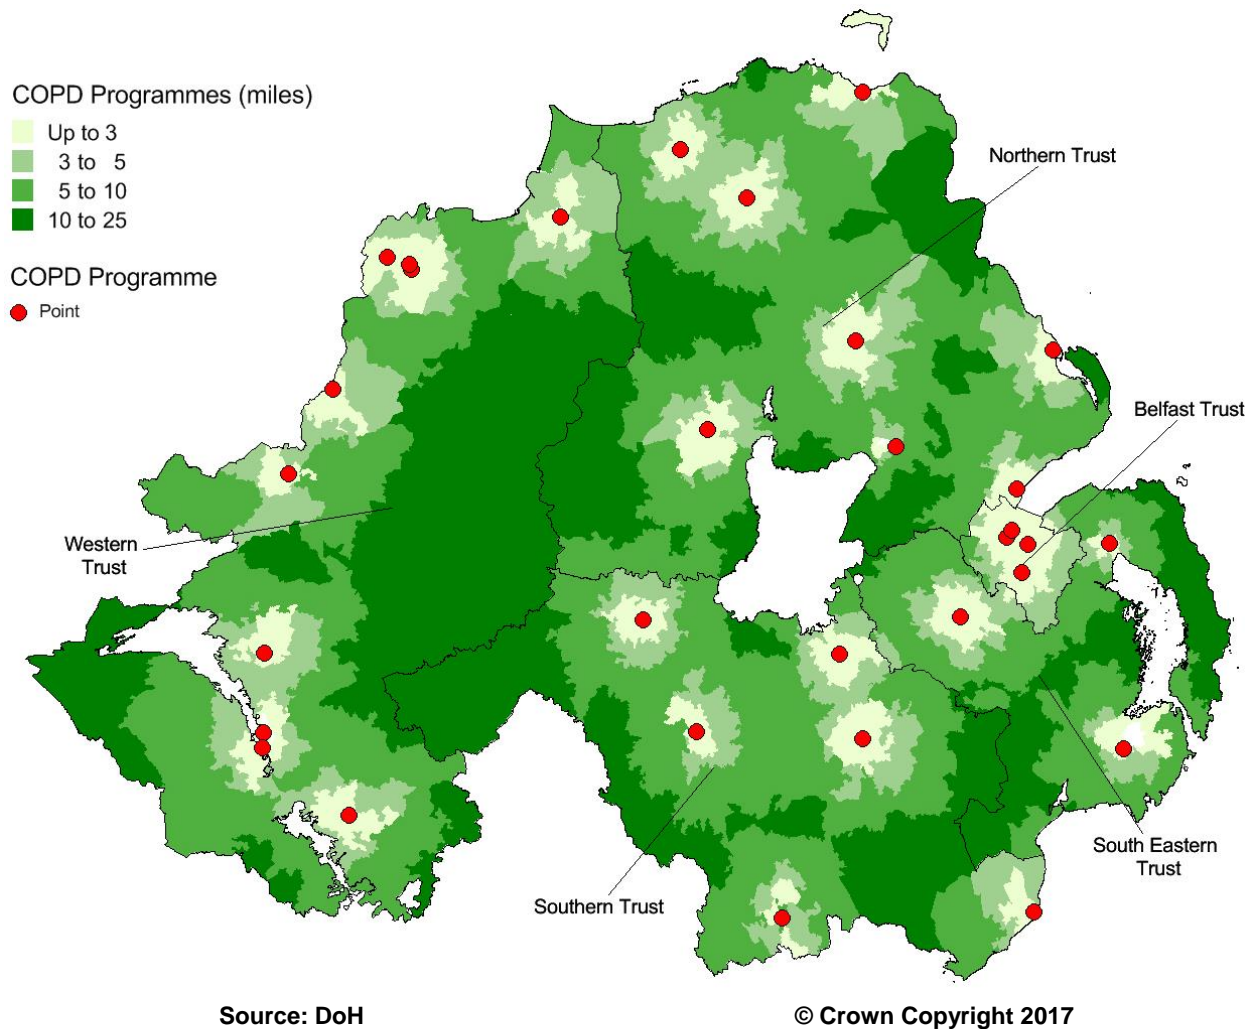 COPD Programmes (miles)
Up to 3
3 to 5
5 to 10
10 to 25
COPD Programme
Point
Northern Trust
Belfast Trust
Western
Trust
South Eastern
Trust
Southern Trust
Source: DoH
© Crown Copyright 2017